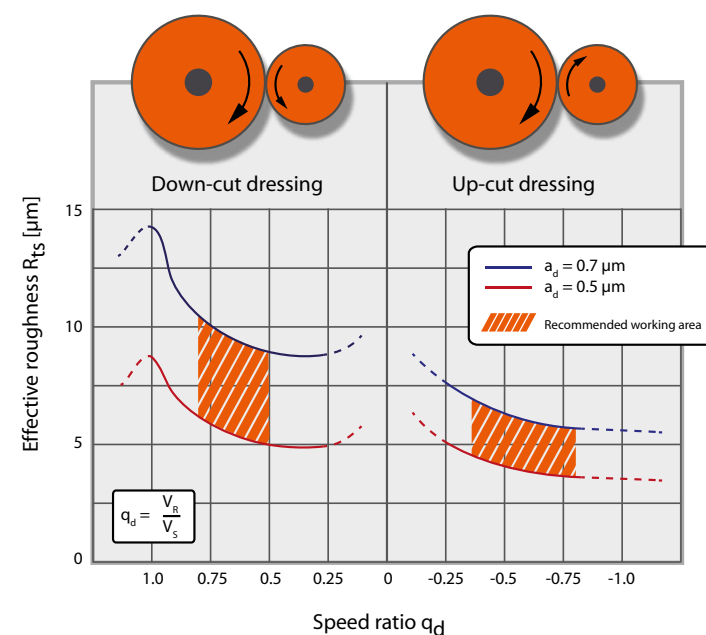 Down-cut dressing
Up-cut dressing
Effective roughness Rts [µm]
15
10
5
0
ad = 0.7 µm
ad = 0.5 µm
Recommended working area
qd = VR / VS
1.0 0.75 0.5 0.25 0 -0.25 -0.5 -0.75 -1.0
Speed ratio qd